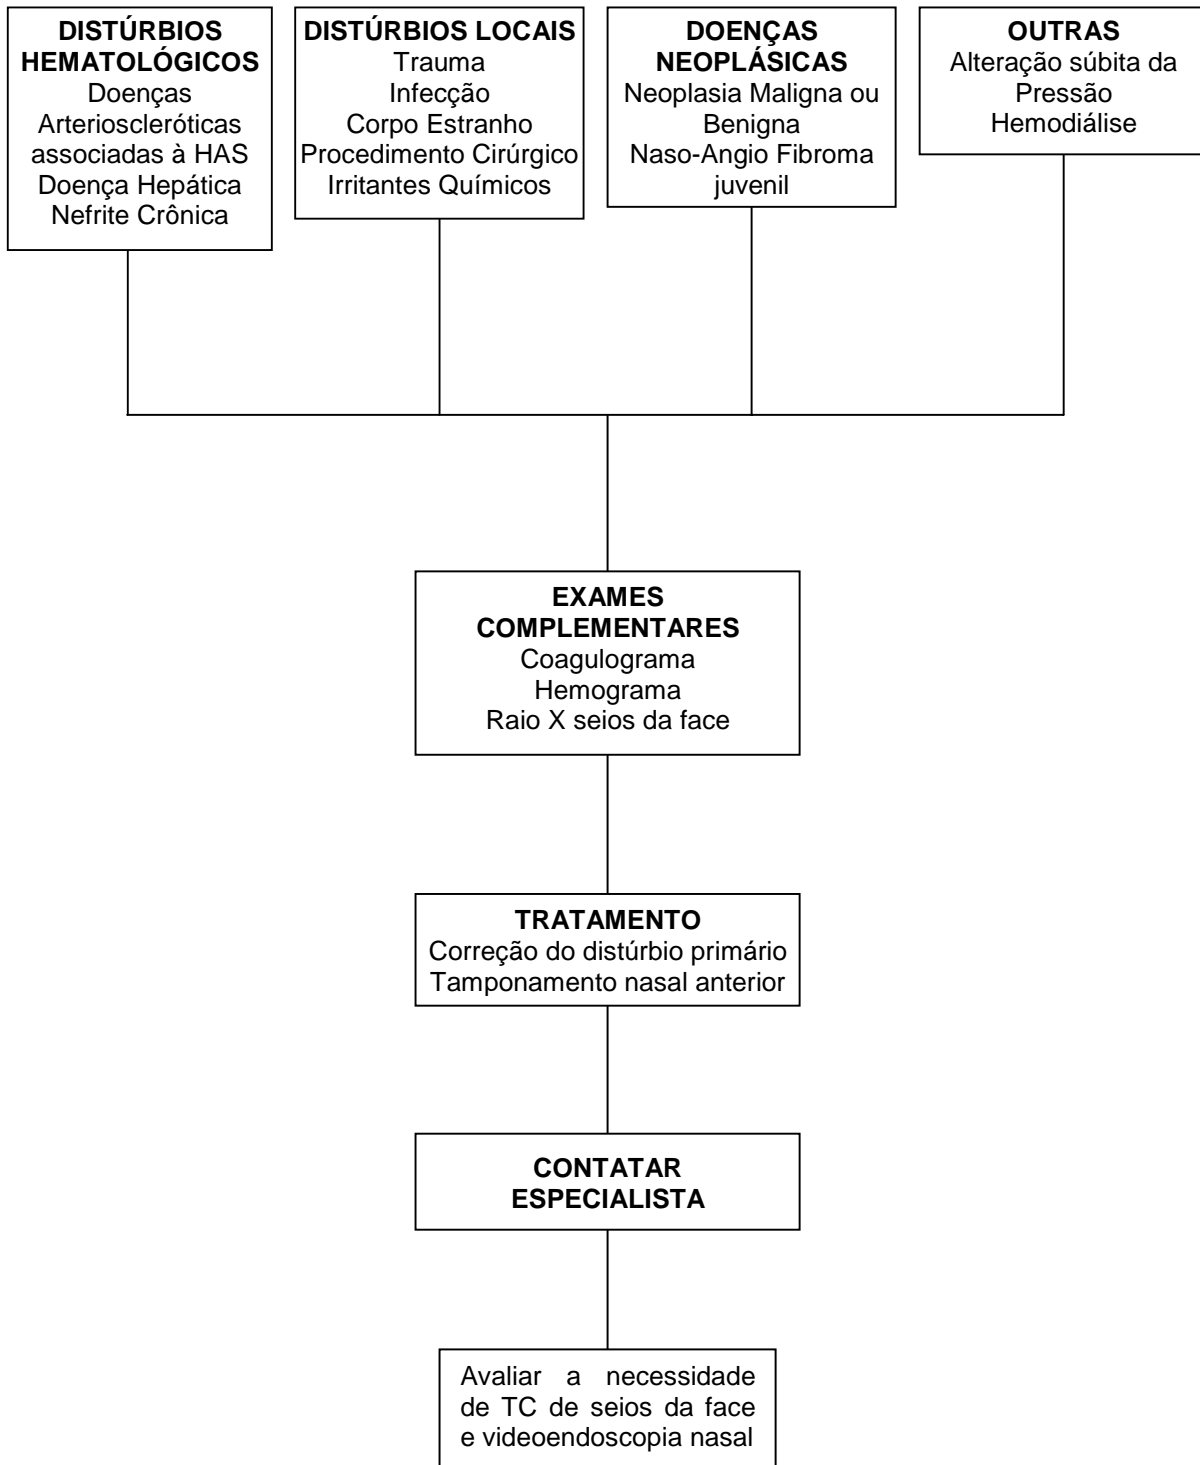 DISTÚRBIOS
HEMATOLÓGICOS
Doenças
Arterioscleróticas
associadas à HAS
Doença Hepática
Nefrite Crônica
DISTÚRBIOS LOCAIS
Trauma
Infecção
Corpo Estranho
Procedimento Cirúrgico
Irritantes Químicos
DOENÇAS
NEOPLÁSICAS
Neoplasia Maligna ou
Benigna
Naso-Angio Fibroma
juvenil
OUTRAS
Alteração súbita da
Pressão
Hemodiálise
EXAMES
COMPLEMENTARES
Coagulograma
Hemograma
Raio X seios da face
TRATAMENTO
Correção do distúrbio primário
Tamponamento nasal anterior
CONTATAR
ESPECIALISTA
Avaliar a necessidade
de TC de seios da face
e videoendoscopia nasal